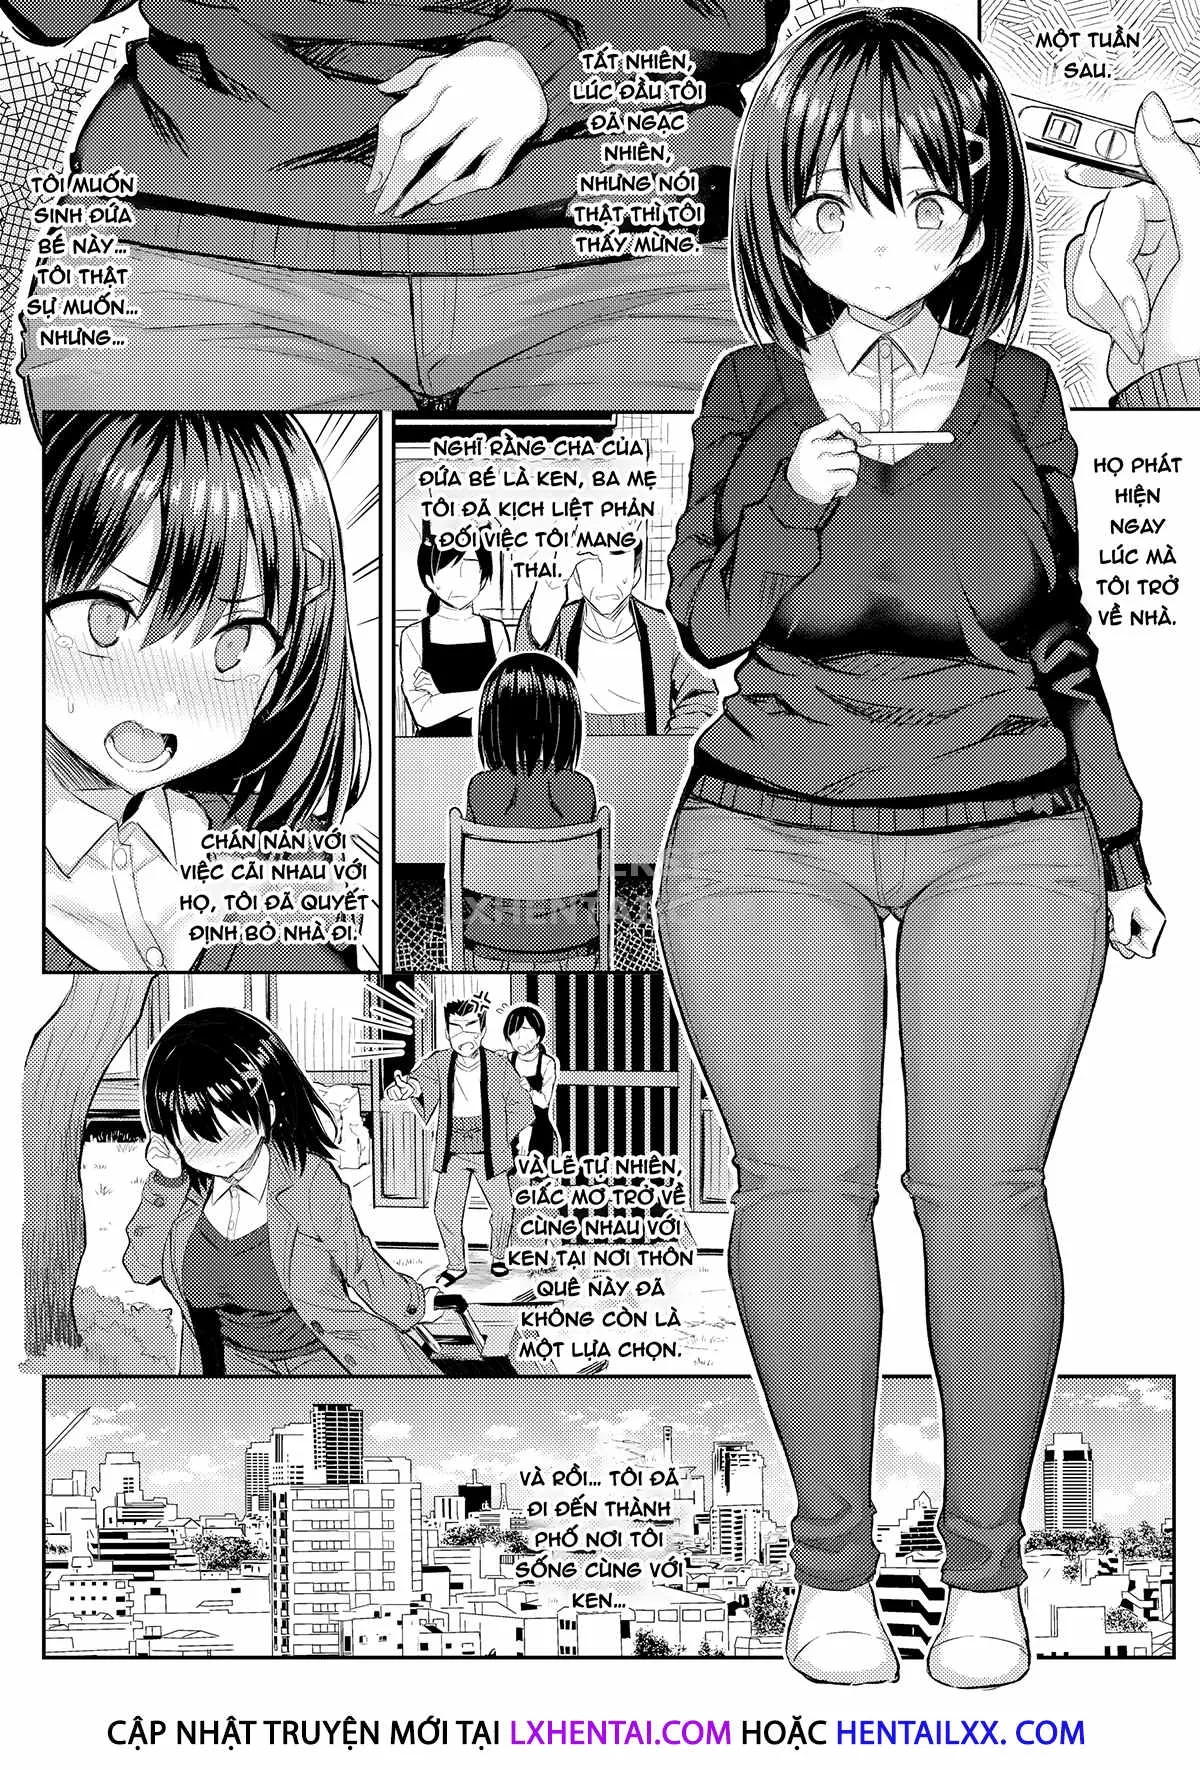 MỘT TUẦN
SAU.
TẤT NHIÊN,
LÚC ĐẦU TÔI
ĐÃ NGẠC
NHIÊN,
NHƯNG NÓI
THẬT THÌ TÔI
THẤY MỪNG.
TÔI MUỐN
SINH ĐỨA
BÉ NÀY...
TÔI THẬT
SỰ MUỐN...
NHƯNG...
HỌ PHÁT
HIỆN
NGAY
LÚC MÀ
TÔI TRỞ
VỀ NHÀ.
NGHĨ RẰNG CHA CỦA
ĐỨA BÉ LÀ KEN, BA MẸ
TÔI ĐÃ KỊCH LIỆT PHẢN
ĐỐI VIỆC TÔI MANG
THAI.
CHÁN NẢN VỚI
VIỆC CÃI NHAU VỚI
HỌ, TÔI ĐÃ QUYẾT
ĐỊNH BỎ NHÀ ĐI.
LXHENTAI
VÀ LẼ TỰ NHIÊN,
GIẤC MƠ TRỞ VỀ
CÙNG NHAU VỚI
KEN TẠI NƠI THÔN
QUÊ NÀY ĐÃ
KHÔNG CÒN LÀ
MỘT LỰA CHỌN.
VÀ RỒI... TÔI ĐÃ
ĐI ĐẾN THÀNH
PHỐ NƠI TÔI
SỐNG CÙNG VỚI
KEN...
CẬP NHẬT TRUYỆN MỚI TẠI LXHENTAI.COM HOẶC HENTAILXX. COM